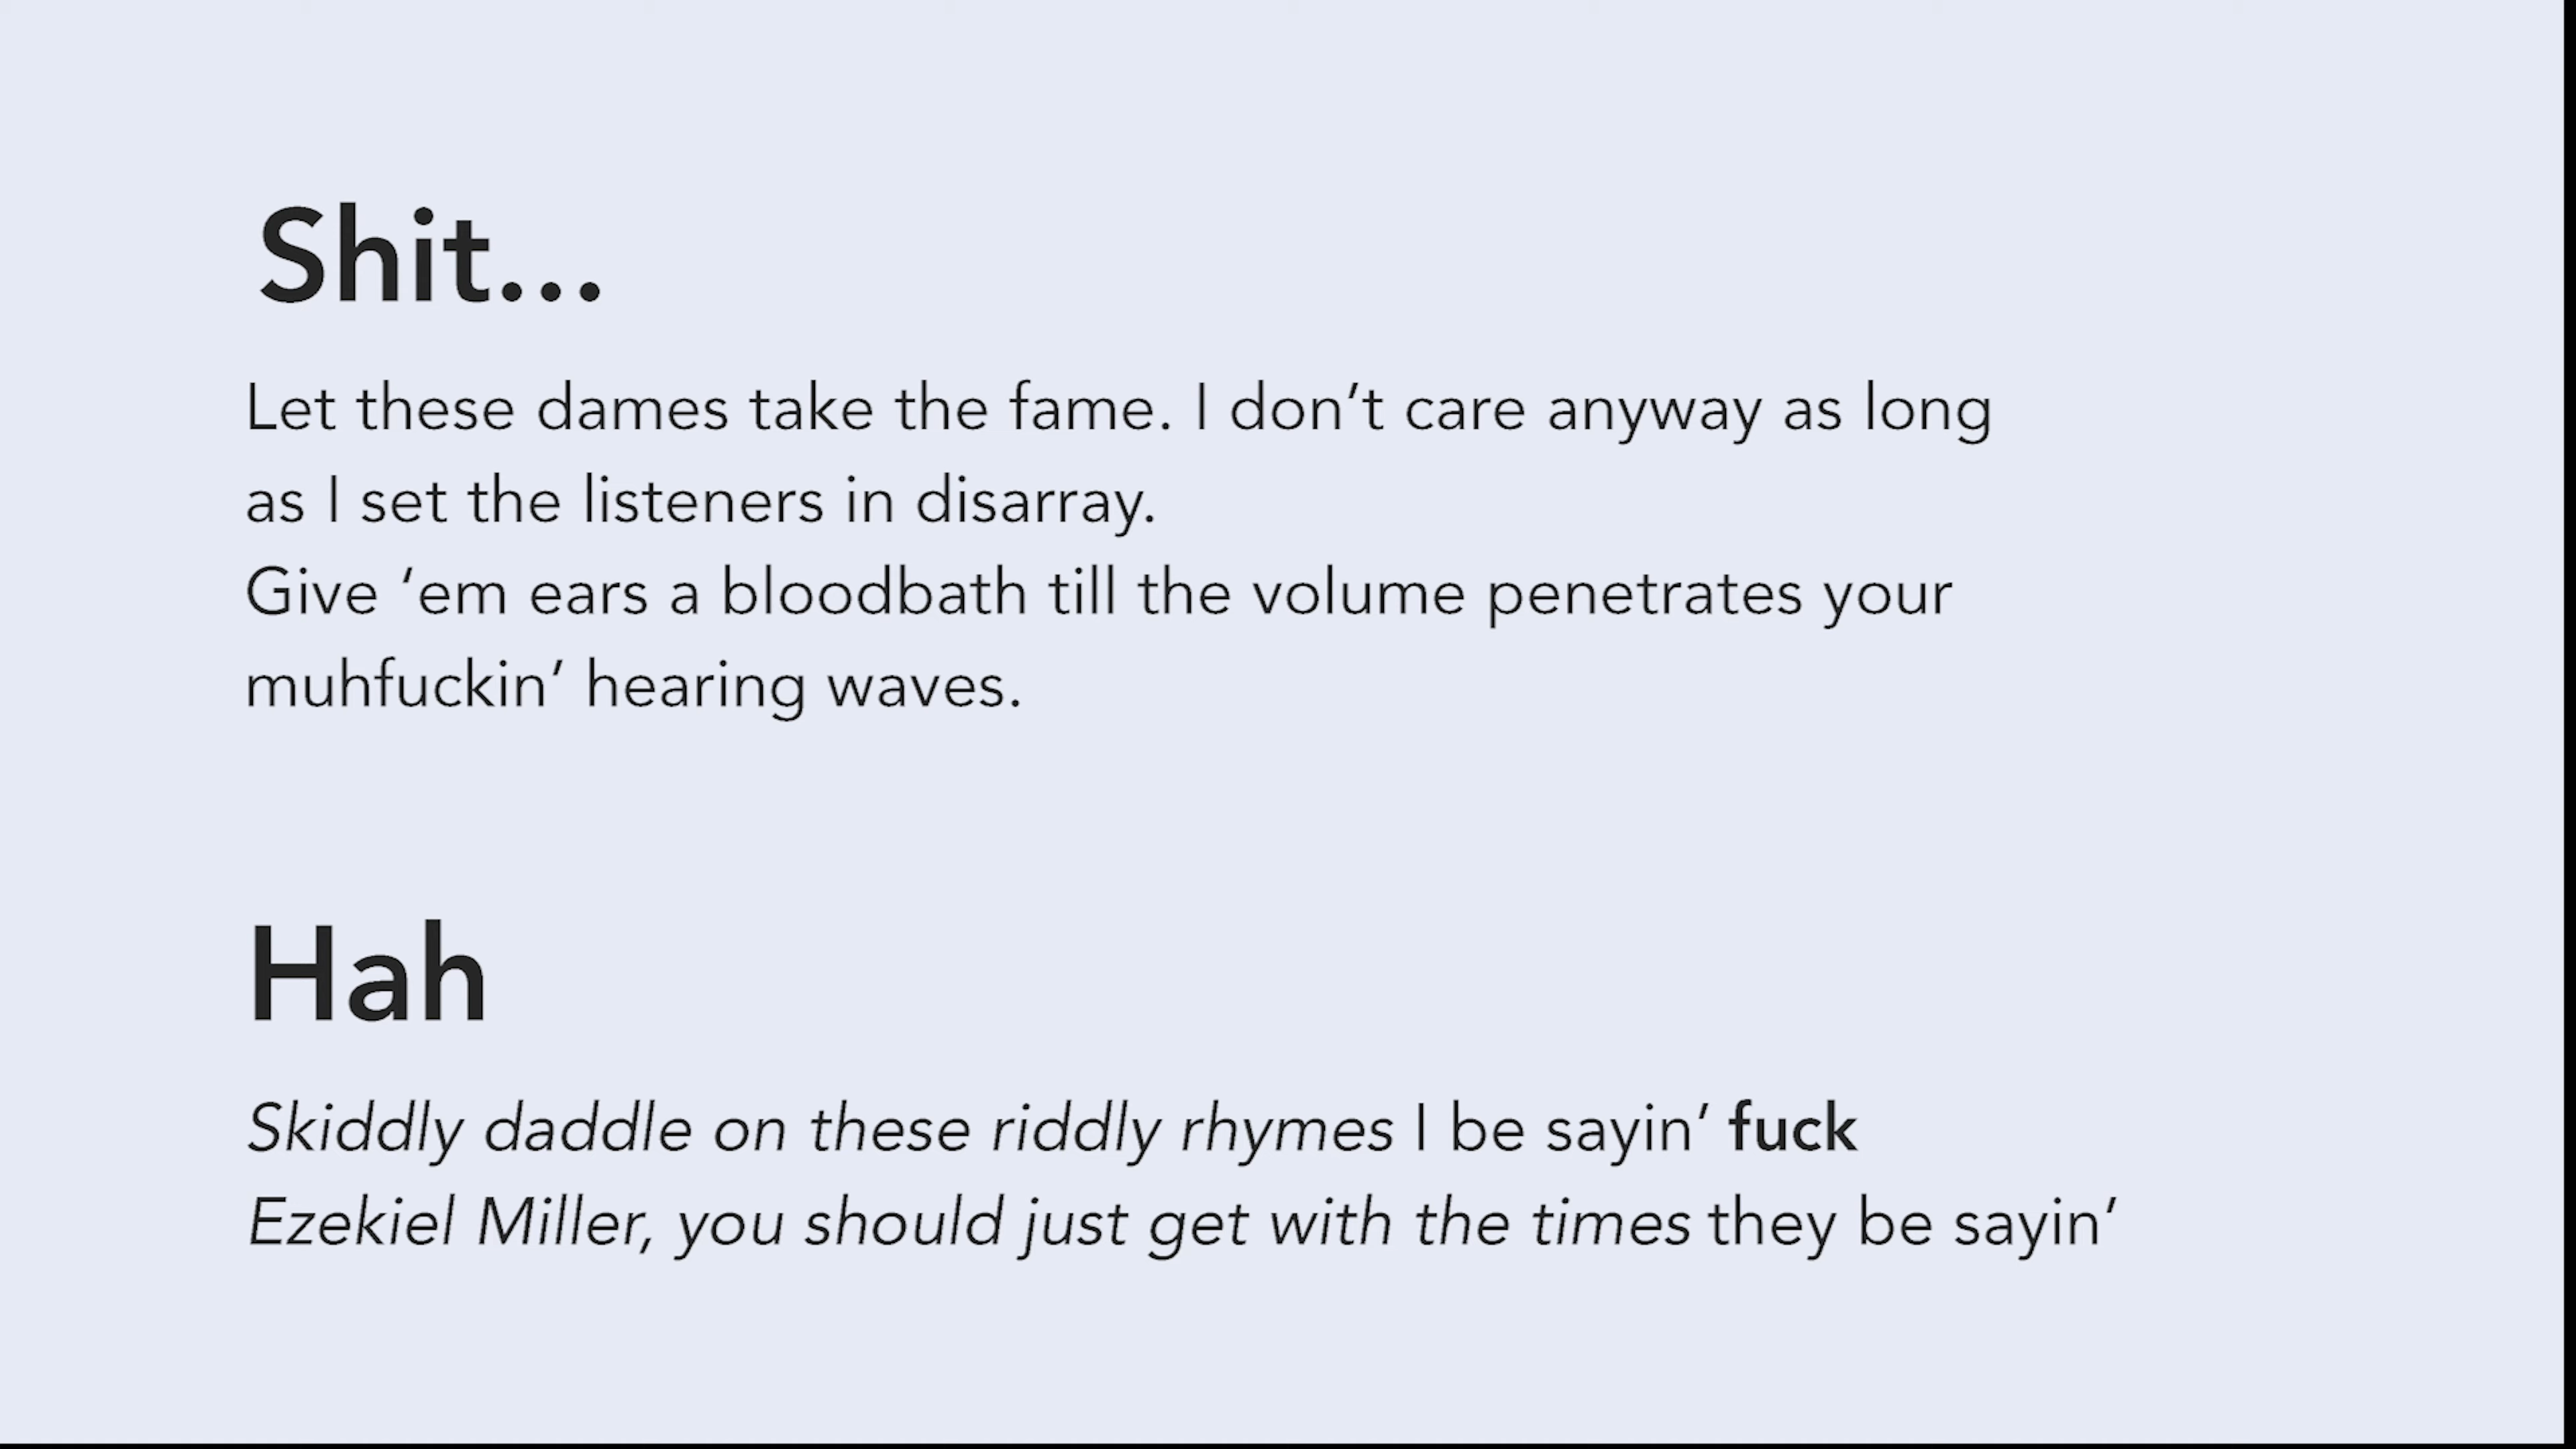 Shit...
Let these dames take the fame. I don’t care anyway as long
as I set the listeners in disarray.
Give ‘em ears a bloodbath till the volume penetrates your
muhfuckin’ hearing waves.
Hah
Skiddly daddle on these riddly rhymes I be sayin’ fuck
Ezekiel Miller, you should just get with the times they be sayin’